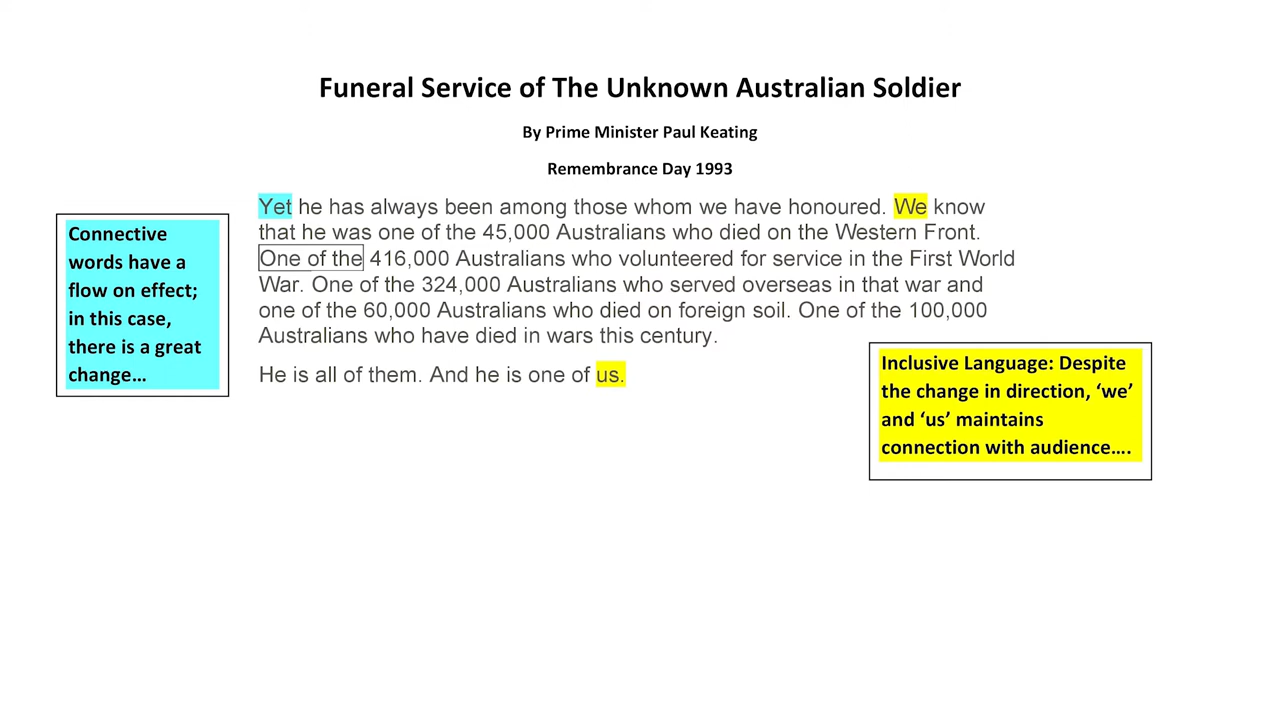 Funeral Service of The Unknown Australian Soldier
By Prime Minister Paul Keating
Remembrance Day 1993
Yet he has always been among those whom we have honoured. We know
that he was one of the 45,000 Australians who died on the Western Front.
One of the 416,000 Australians who volunteered for service in the First World
War. One of the 324,000 Australians who served overseas in that war and
one of the 60,000 Australians who died on foreign soil. One of the 100,000
Australians who have died in wars this century.
He is all of them. And he is one of us.
Connective
words have a
flow on effect;
in this case,
there is a great
change…
Inclusive Language: Despite
the change in direction, ‘we’
and ‘us’ maintains
connection with audience….